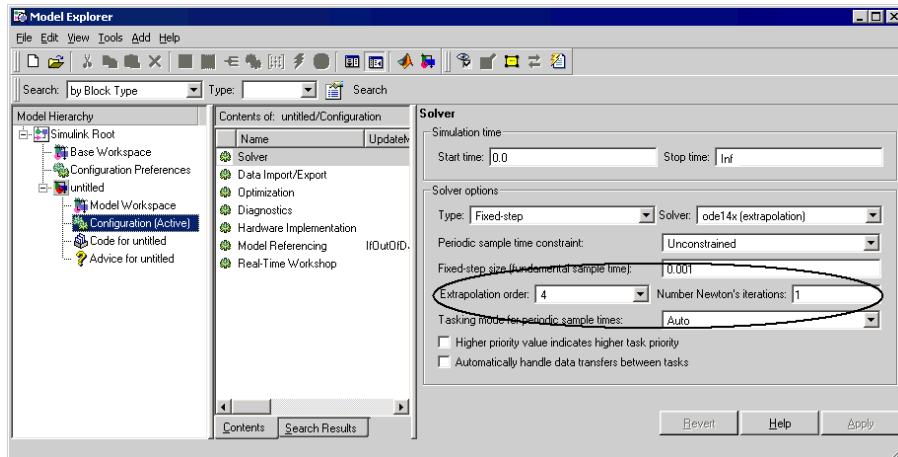 Model Explorer
File Edit View Tools Add Help
Search: by Block Type Type: Search
Model Hierarchy
Simulink Root
Base Workspace
Configuration Preferences
untitled
Model Workspace
Configuration (Active)
Code for untitled
Advice for untitled
Contents of: untitled/Configuration
Name UpdateM
Solver
Data Import/Export
Optimization
Diagnostics
Hardware Implementation
Model Referencing IfOutOfD
Real-Time Workshop
Contents Search Results
Solver
Simulation time
Start time: 0.0 Stop time: Inf
Solver options
Type: Fixed-step Solver: ode14x (extrapolation)
Periodic sample time constraint: Unconstrained
Fixed-step size (fundamental sample time): 0.001
Extrapolation order: 4 Number Newton's iterations: 1
Tasking mode for periodic sample times: Auto
Higher priority value indicates higher task priority
Automatically handle data transfers between tasks
Revert Help Apply